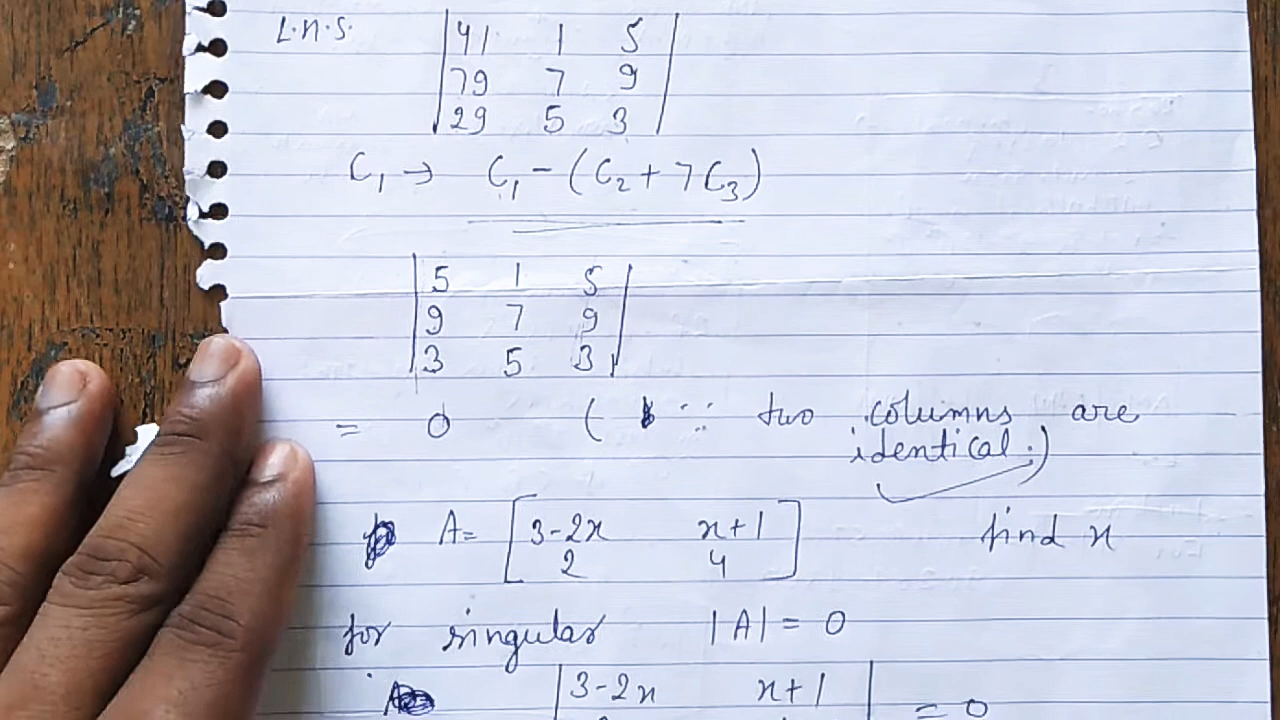 L.H.S. | 41 1 5 |
| 79 7 9 |
| 29 5 3 |
C₁ → C₁ - (C₂ + 7C₃)
| 5 1 5 |
| 9 7 9 |
| 3 5 3 |
= 0 ( ∵ two columns are
identical.)
A = [ 3-2x x+1 ] find x
[ 2 4 ]
for singular |A| = 0
| 3-2x x+1 | = 0